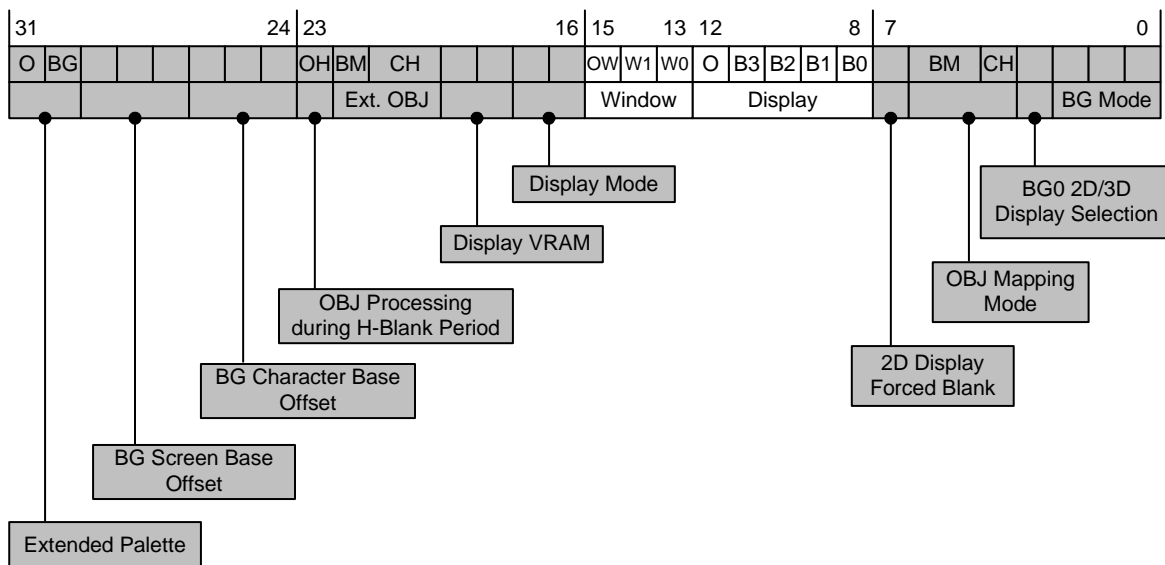 31 24 23 16 15 13 12 8 7 0
O BG OH BM CH OW W1 W0 O B3 B2 B1 B0 BM CH
Ext. OBJ Window Display BG Mode
Display Mode
BG0 2D/3D
Display Selection
Display VRAM
OBJ Mapping
Mode
OBJ Processing
during H-Blank Period
2D Display
Forced Blank
BG Character Base
Offset
BG Screen Base
Offset
Extended Palette